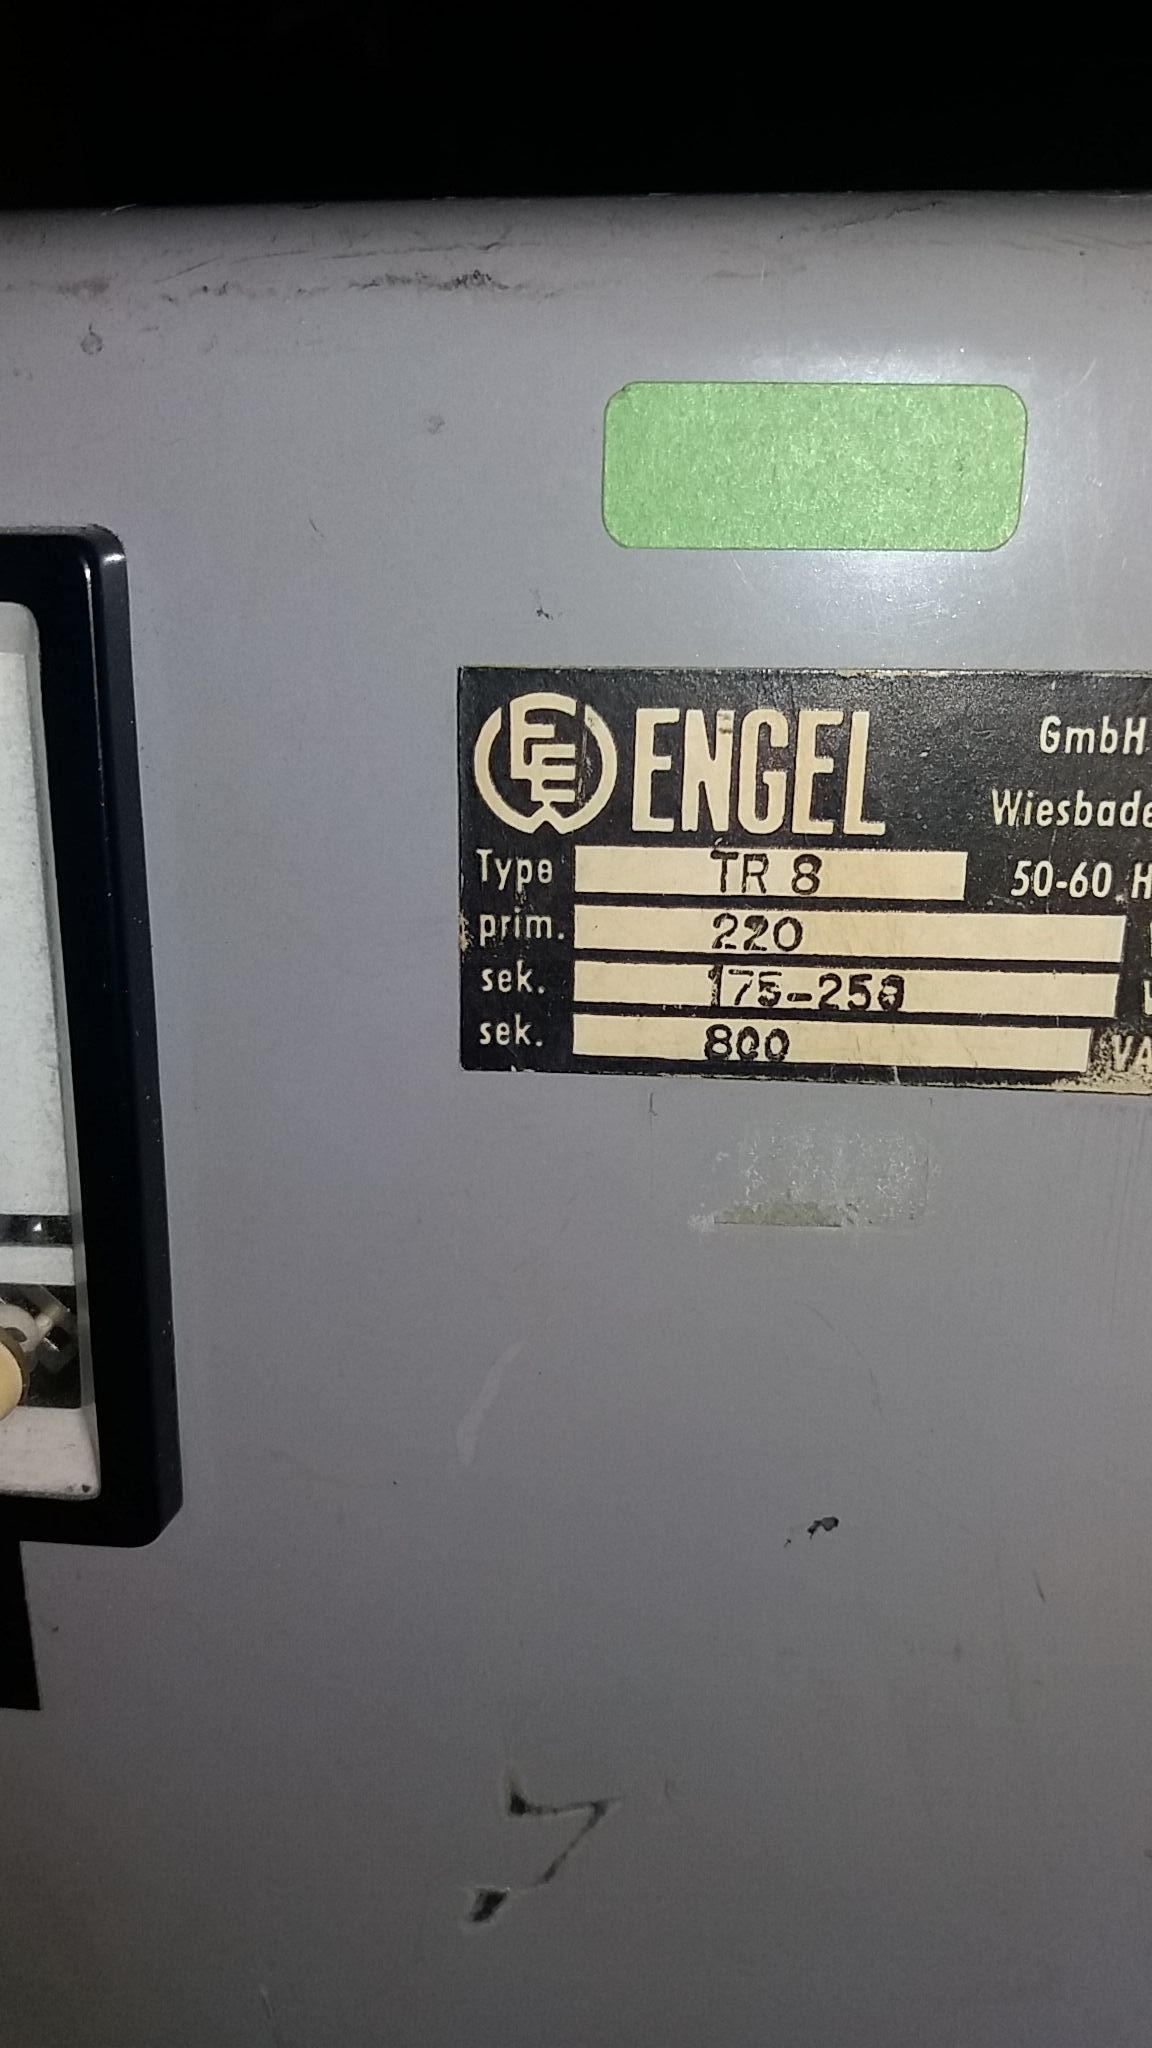 ENGEL GmbH
Wiesbade
Type TR 8 50-60 H
prim. 220
sek. 175-250
sek. 800 VA